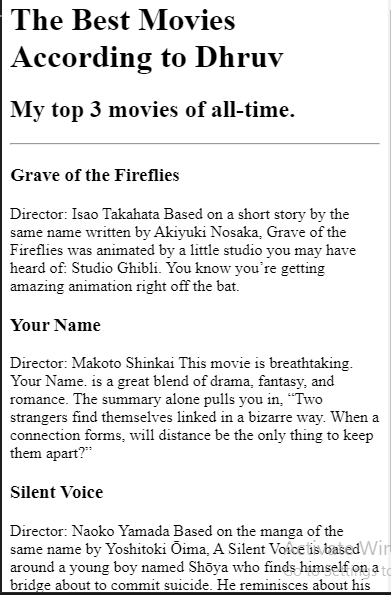 The Best Movies
According to Dhruv
My top 3 movies of all-time.
Grave of the Fireflies
Director: Isao Takahata Based on a short story by the
same name written by Akiyuki Nosaka, Grave of the
Fireflies was animated by a little studio you may have
heard of: Studio Ghibli. You know you’re getting
amazing animation right off the bat.
Your Name
Director: Makoto Shinkai This movie is breathtaking.
Your Name. is a great blend of drama, fantasy, and
romance. The summary alone pulls you in, “Two
strangers find themselves linked in a bizarre way. When a
connection forms, will distance be the only thing to keep
them apart?”
Silent Voice
Director: Naoko Yamada Based on the manga of the
same name by Yoshitoki Ōima, A Silent Voice is based
Activate Win
around a young boy named Shōya who finds himself on a
Go to Settings to
bridge about to commit suicide. He reminisces about his